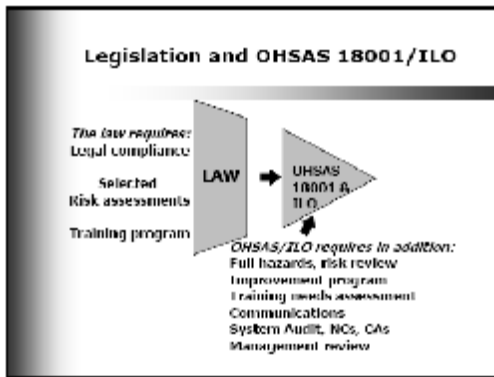 Legislation and OHSAS 18001/ILO
The law requires:
Legal compliance
Selected
Risk assessments
Training program
LAW
OHSAS
18001 &
ILO
OHSAS/ILO requires in addition:
Full hazards, risk review
Improvement program
Training needs assessment
Communications
System Audit, NCs, CAs
Management review